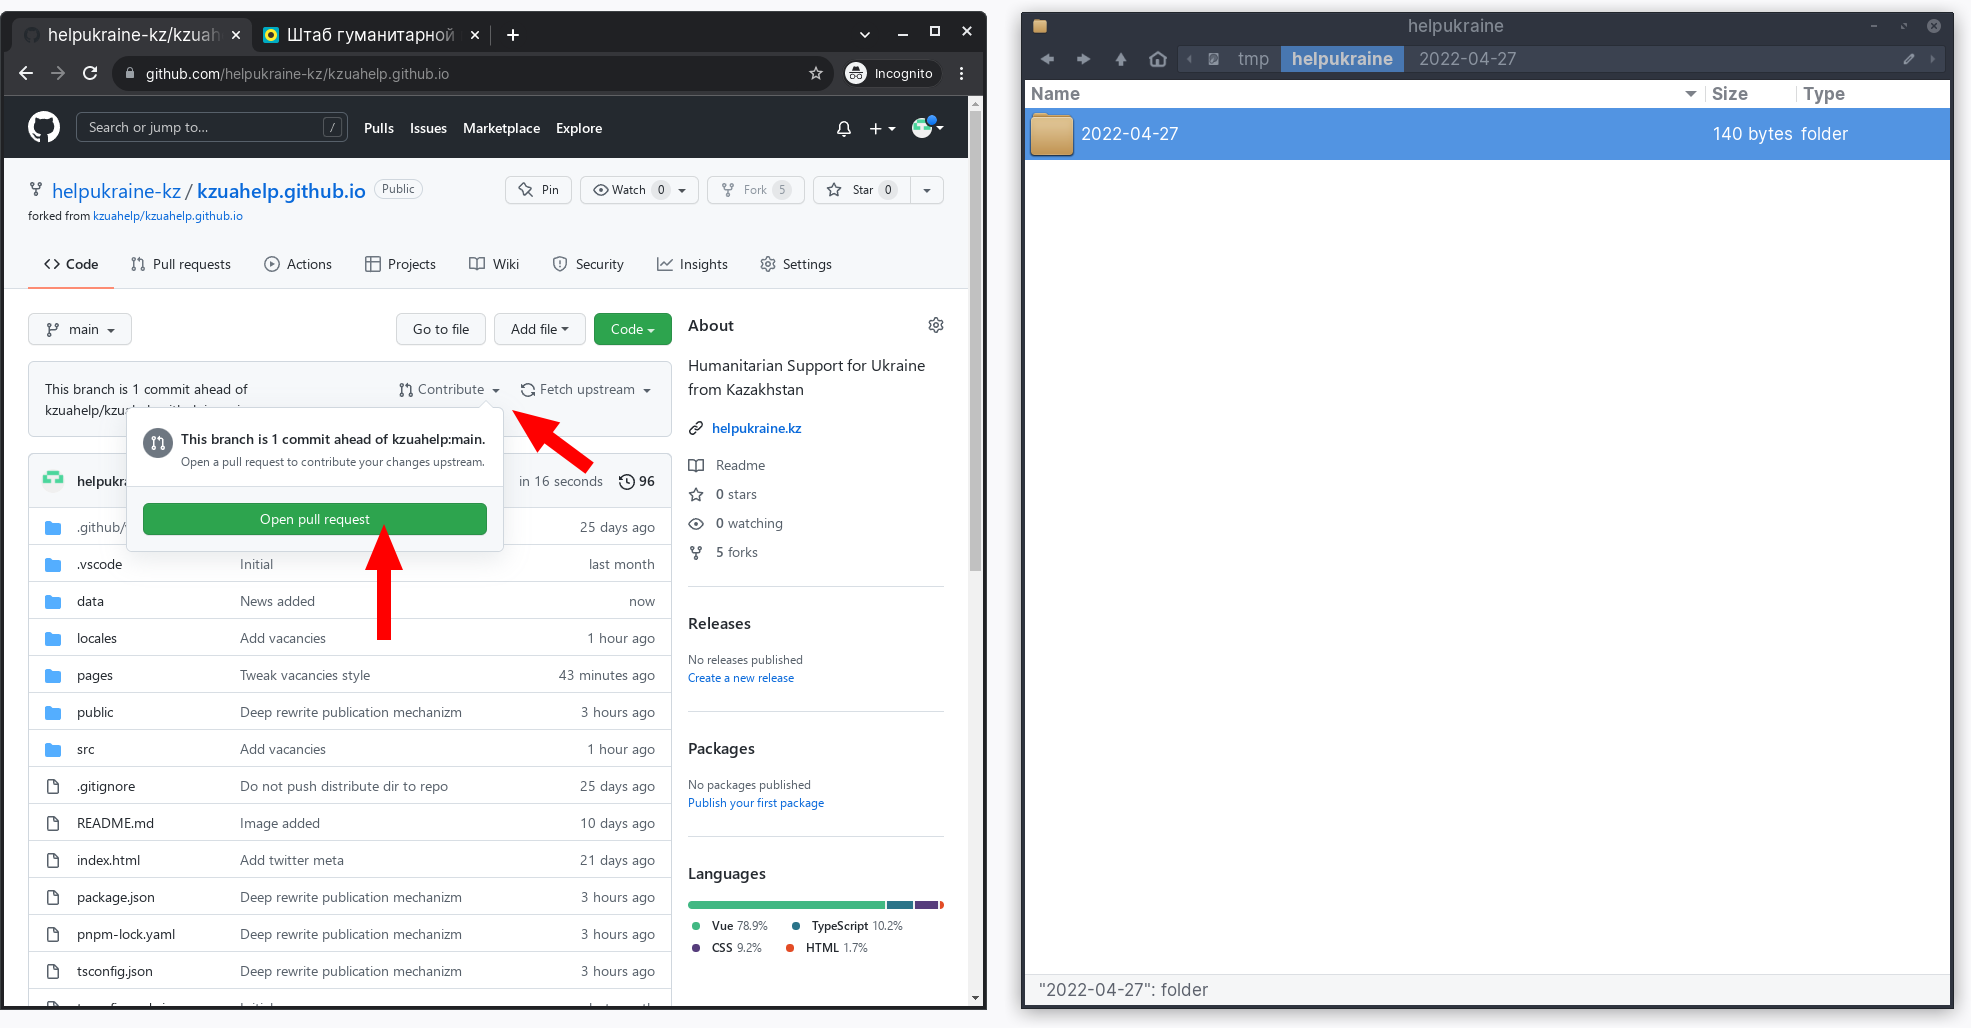 helpukraine-kz/kzuah
Штаб гуманитарной
github.com/helpukraine-kz/kzuahelp.github.io
Incognito
Search or jump to...
/
Pulls
Issues
Marketplace
Explore
helpukraine-kz / kzuahelp.github.io
Public
Pin
Watch 0
Fork 5
Star 0
forked from kzuahelp/kzuahelp.github.io
Code
Pull requests
Actions
Projects
Wiki
Security
Insights
Settings
main
Go to file
Add file
Code
This branch is 1 commit ahead of
Contribute
Fetch upstream
This branch is 1 commit ahead of kzuahelp:main.
Open a pull request to contribute your changes upstream.
Open pull request
in 16 seconds
96
.github/
25 days ago
.vscode Initial last month
data News added now
locales Add vacancies 1 hour ago
pages Tweak vacancies style 43 minutes ago
public Deep rewrite publication mechanizm 3 hours ago
src Add vacancies 1 hour ago
.gitignore Do not push distribute dir to repo 25 days ago
README.md Image added 10 days ago
index.html Add twitter meta 21 days ago
package.json Deep rewrite publication mechanizm 3 hours ago
pnpm-lock.yaml Deep rewrite publication mechanizm 3 hours ago
tsconfig.json Deep rewrite publication mechanizm 3 hours ago
About
Humanitarian Support for Ukraine
from Kazakhstan
helpukraine.kz
Readme
0 stars
0 watching
5 forks
Releases
No releases published
Create a new release
Packages
No packages published
Publish your first package
Languages
Vue 78.9%
TypeScript 10.2%
CSS 9.2%
HTML 1.7%
helpukraine
tmp
helpukraine
2022-04-27
Name Size Type
2022-04-27 140 bytes folder
"2022-04-27": folder